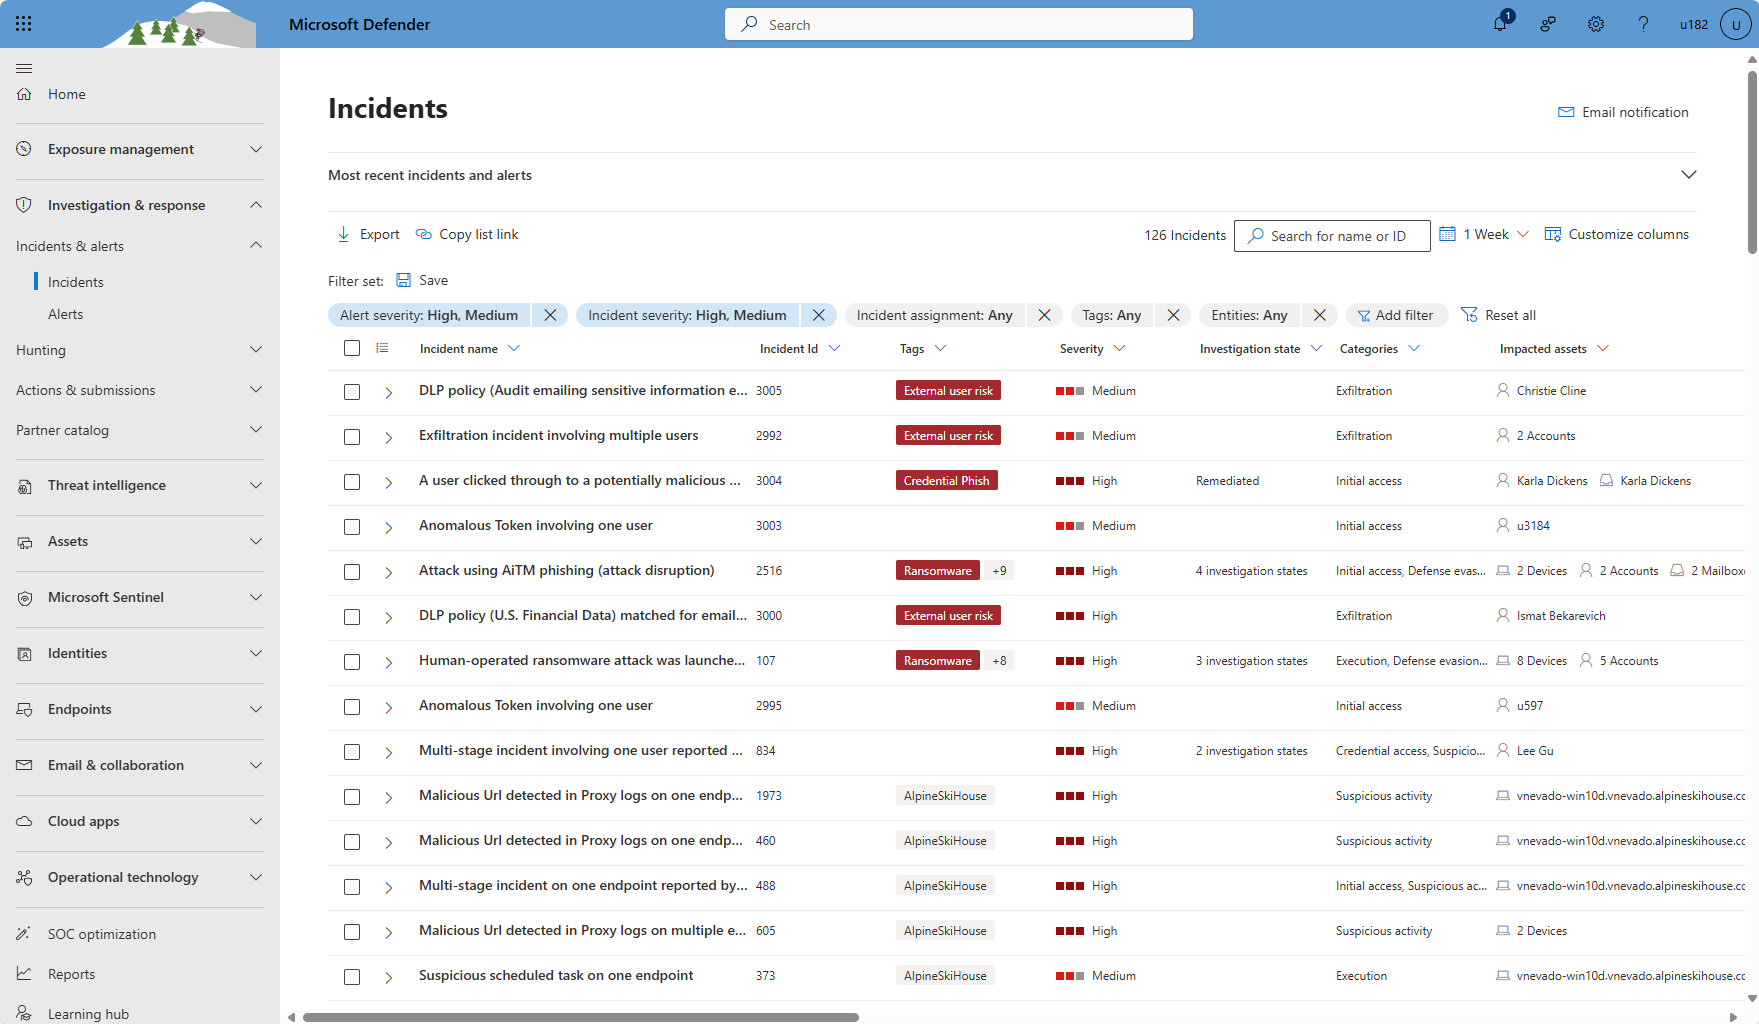 Microsoft Defender
Search
1
u182
U
Home
Exposure management
Investigation & response
Incidents & alerts
Incidents
Alerts
Hunting
Actions & submissions
Partner catalog
Threat intelligence
Assets
Microsoft Sentinel
Identities
Endpoints
Email & collaboration
Cloud apps
Operational technology
SOC optimization
Reports
Learning hub
Incidents
Email notification
Most recent incidents and alerts
Export Copy list link 126 Incidents Search for name or ID 1 Week Customize columns
Filter set: Save
Alert severity: High, Medium Incident severity: High, Medium Incident assignment: Any Tags: Any Entities: Any Add filter Reset all
Incident name Incident Id Tags Severity Investigation state Categories Impacted assets
DLP policy (Audit emailing sensitive information e... 3005 External user risk Medium Exfiltration Christie Cline
Exfiltration incident involving multiple users 2992 External user risk Medium Exfiltration 2 Accounts
A user clicked through to a potentially malicious ... 3004 Credential Phish High Remediated Initial access Karla Dickens Karla Dickens
Anomalous Token involving one user 3003 Medium Initial access u3184
Attack using AiTM phishing (attack disruption) 2516 Ransomware +9 High 4 investigation states Initial access, Defense evas... 2 Devices 2 Accounts 2 Mailboxe
DLP policy (U.S. Financial Data) matched for email... 3000 External user risk High Exfiltration Ismat Bekarevich
Human-operated ransomware attack was launche... 107 Ransomware +8 High 3 investigation states Execution, Defense evasion... 8 Devices 5 Accounts
Anomalous Token involving one user 2995 Medium Initial access u597
Multi-stage incident involving one user reported ... 834 High 2 investigation states Credential access, Suspicio... Lee Gu
Malicious Url detected in Proxy logs on one endp... 1973 AlpineSkiHouse High Suspicious activity vnevado-win10d.vnevado.alpineskihouse.co
Malicious Url detected in Proxy logs on one endp... 460 AlpineSkiHouse High Suspicious activity vnevado-win10d.vnevado.alpineskihouse.co
Multi-stage incident on one endpoint reported by... 488 AlpineSkiHouse High Initial access, Suspicious ac... vnevado-win10d.vnevado.alpineskihouse.co
Malicious Url detected in Proxy logs on multiple e... 605 AlpineSkiHouse High Suspicious activity 2 Devices
Suspicious scheduled task on one endpoint 373 AlpineSkiHouse Medium Execution vnevado-win10d.vnevado.alpineskihouse.co